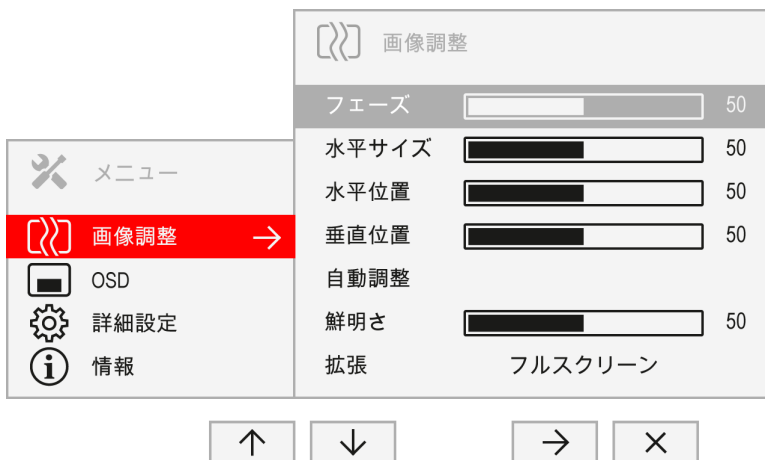 画像調整
フェーズ 50
水平サイズ 50
水平位置 50
垂直位置 50
自動調整
鮮明さ 50
拡張 フルスクリーン
メニュー
画像調整
OSD
詳細設定
情報